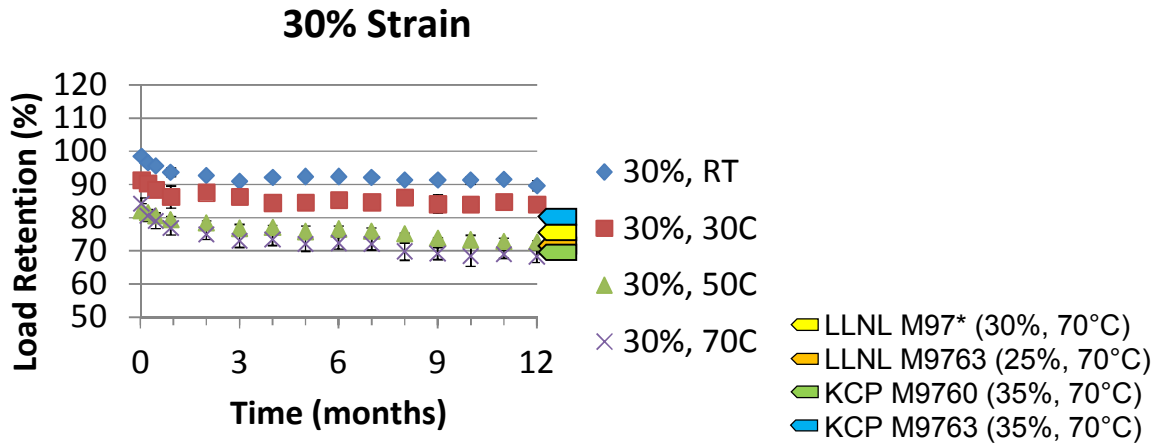 30% Strain
Load Retention (%)
120
110
100
90
80
70
60
50
0
3
6
9
12
Time (months)
30%, RT
30%, 30C
30%, 50C
30%, 70C
LLNL M97* (30%, 70°C)
LLNL M9763 (25%, 70°C)
KCP M9760 (35%, 70°C)
KCP M9763 (35%, 70°C)